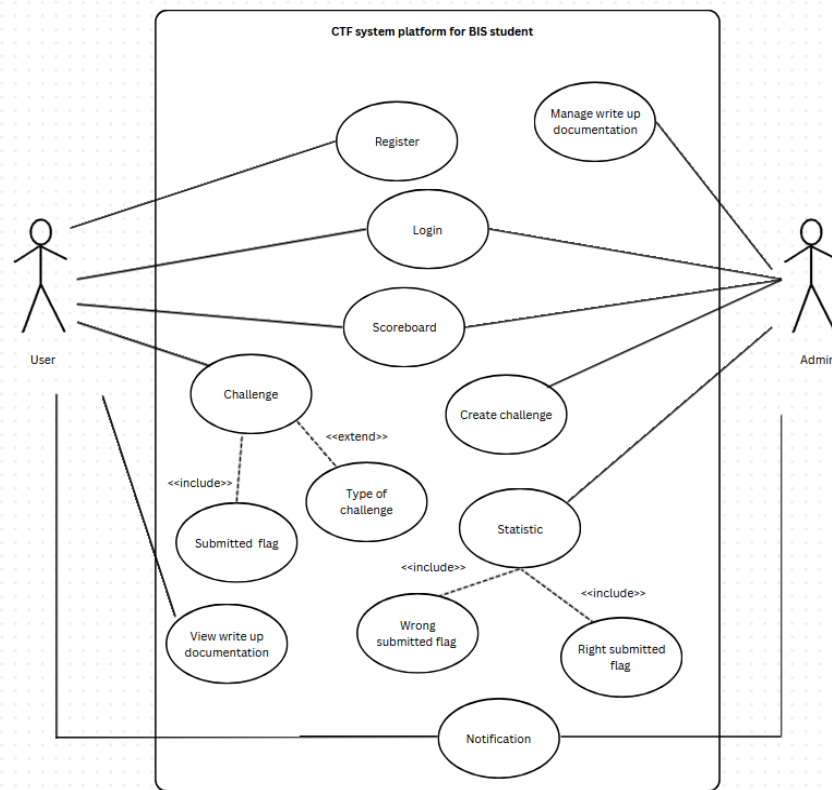 CTF system platform for BIS student
Manage write up
documentation
Register
Login
Scoreboard
User
Admin
Challenge
Create challenge
<<extend>>
<<include>>
Type of
challenge
Statistic
Submitted flag
<<include>>
<<include>>
Wrong
submitted flag
View write up
documentation
Right submitted
flag
Notification